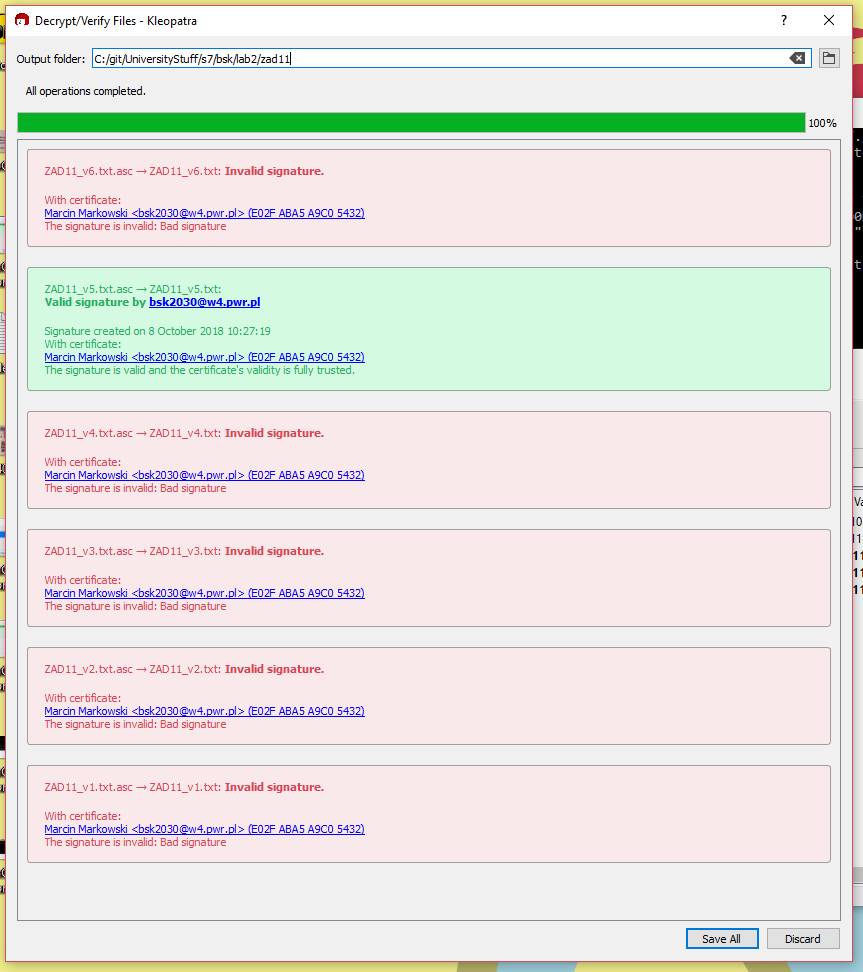 Decrypt/Verify Files - Kleopatra
?
Output folder: C:/git/UniversityStuff/s7/bsk/lab2/zad11
All operations completed.
100%
ZAD11_v6.txt.asc → ZAD11_v6.txt: Invalid signature.
With certificate:
Marcin Markowski <bsk2030@w4.pwr.pl> (E02F ABA5 A9C0 5432)
The signature is invalid: Bad signature
ZAD11_v5.txt.asc → ZAD11_v5.txt:
Valid signature by bsk2030@w4.pwr.pl
Signature created on 8 October 2018 10:27:19
With certificate:
Marcin Markowski <bsk2030@w4.pwr.pl> (E02F ABA5 A9C0 5432)
The signature is valid and the certificate's validity is fully trusted.
ZAD11_v4.txt.asc → ZAD11_v4.txt: Invalid signature.
With certificate:
Marcin Markowski <bsk2030@w4.pwr.pl> (E02F ABA5 A9C0 5432)
The signature is invalid: Bad signature
ZAD11_v3.txt.asc → ZAD11_v3.txt: Invalid signature.
With certificate:
Marcin Markowski <bsk2030@w4.pwr.pl> (E02F ABA5 A9C0 5432)
The signature is invalid: Bad signature
ZAD11_v2.txt.asc → ZAD11_v2.txt: Invalid signature.
With certificate:
Marcin Markowski <bsk2030@w4.pwr.pl> (E02F ABA5 A9C0 5432)
The signature is invalid: Bad signature
ZAD11_v1.txt.asc → ZAD11_v1.txt: Invalid signature.
With certificate:
Marcin Markowski <bsk2030@w4.pwr.pl> (E02F ABA5 A9C0 5432)
The signature is invalid: Bad signature
Save All
Discard